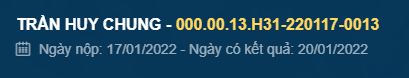 TRẦN HUY CHUNG - 000.00.13.H31-220117-0013
Ngày nộp: 17/01/2022 - Ngày có kết quả: 20/01/2022